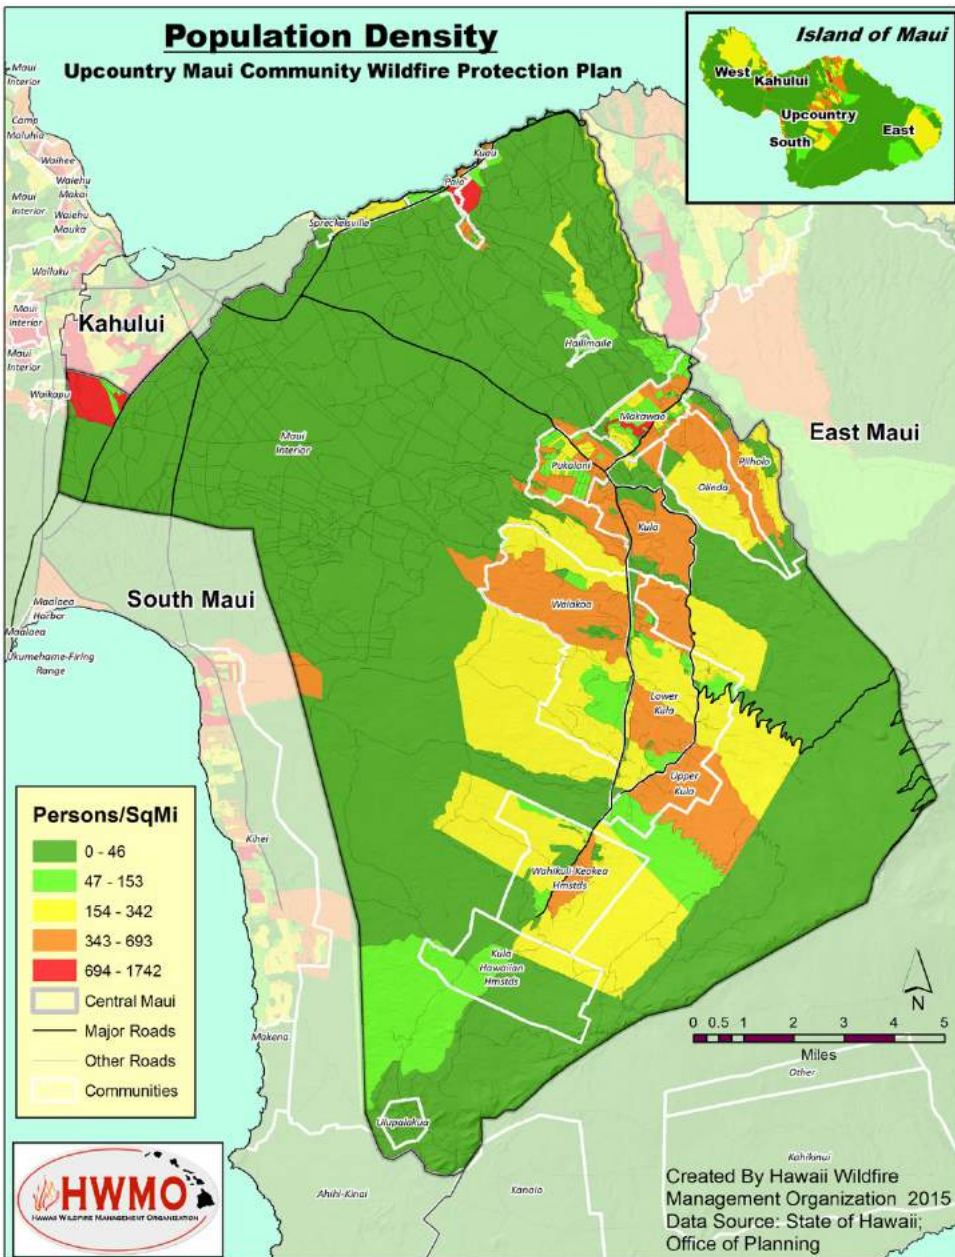 Population Density
Upcountry Maui Community Wildfire Protection Plan
Island of Maui
West
Kahului
Upcountry
South
East
Maui
Interior
Camp
Maluhia
Waihee
Waiehu
Makai
Maui
Interior
Waiehu
Mauka
Wailuku
Maui
Interior
Maui
Interior
Waikapu
Kuau
Paia
Spreckelsville
Kahului
Haliimaile
Makawao
East Maui
Maui
Interior
Pukalani
Piiholo
Olinda
Kula
South Maui
Waiakoa
Maalaea
Harbor
Maalaea
Ukumehame-Firing
Range
Lower
Kula
Upper
Kula
Kihei
Waihikuli-Keokea
Hmstds
Kula
Hawaiian
Hmstds
Makena
Ulupalakua
Ahihi-Kinai
Kanaio
Other
Kahikinui
Persons/SqMi
0 - 46
47 - 153
154 - 342
343 - 693
694 - 1742
Central Maui
Major Roads
Other Roads
Communities
N
0 0.5 1 2 3 4 5
Miles
HWMO
HAWAII WILDFIRE MANAGEMENT ORGANIZATION
Created By Hawaii Wildfire
Management Organization 2015
Data Source: State of Hawaii;
Office of Planning